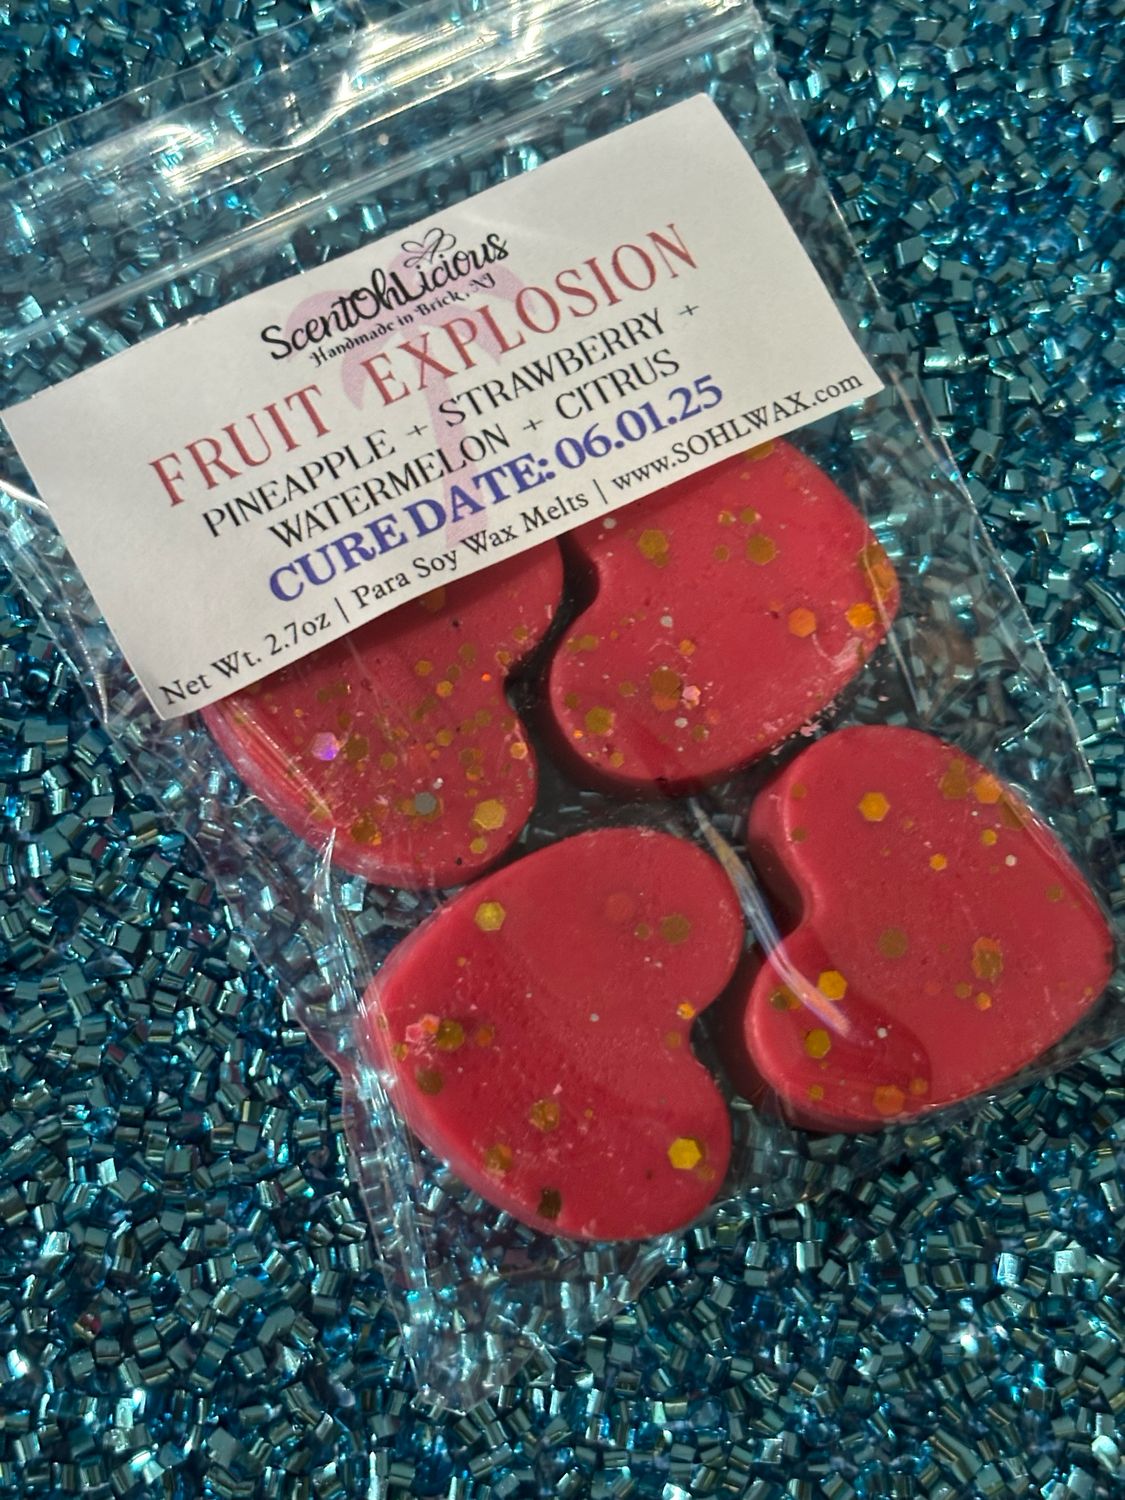 ScentOhLicious
Handmade in Brick, NJ
FRUIT EXPLOSION
PINEAPPLE + STRAWBERRY +
WATERMELON + CITRUS
CURE DATE: 06.01.25
Net Wt. 2.7oz | Para Soy Wax Melts | www.SOHLWAX.com